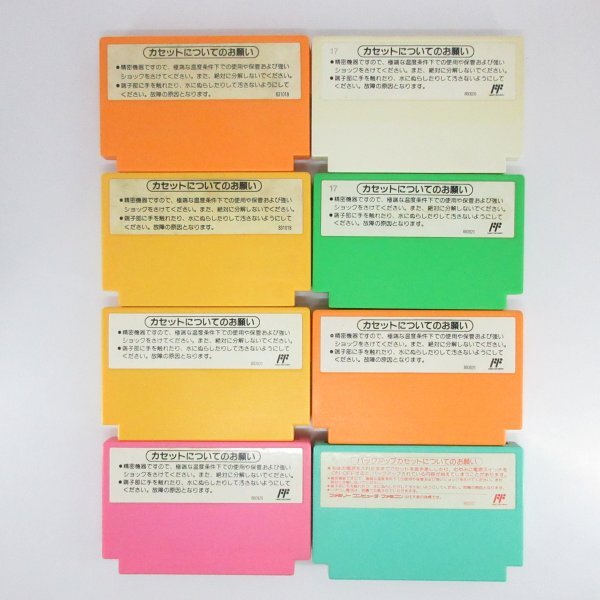 カセットについてのお願い
●精密機器ですので、極端な温度条件下での使用や保管および強い
ショックをさけてください。また、絶対に分解しないでください。
●端子部に手を触れたり、水にぬらしたりして汚さないようにして
ください。故障の原因となります。
831018
17
カセットについてのお願い
●精密機器ですので、極端な温度条件下での使用や保管および強い
ショックをさけてください。また、絶対に分解しないでください。
●端子部に手を触れたり、水にぬらしたりして汚さないようにして
ください。故障の原因となります。
FF
カセットについてのお願い
●精密機器ですので、極端な温度条件下での使用や保管および強い
ショックをさけてください。また、絶対に分解しないでください。
●端子部に手を触れたり、水にぬらしたりして汚さないようにして
ください。故障の原因となります。
831018
17
カセットについてのお願い
●精密機器ですので、極端な温度条件下での使用や保管および強い
ショックをさけてください。また、絶対に分解しないでください。
●端子部に手を触れたり、水にぬらしたりして汚さないようにして
ください。故障の原因となります。
FF
カセットについてのお願い
●精密機器ですので、極端な温度条件下での使用や保管および強い
ショックをさけてください。また、絶対に分解しないでください。
●端子部に手を触れたり、水にぬらしたりして汚さないようにして
ください。故障の原因となります。
FF
カセットについてのお願い
●精密機器ですので、極端な温度条件下での使用や保管および強い
ショックをさけてください。また、絶対に分解しないでください。
●端子部に手を触れたり、水にぬらしたりして汚さないようにして
ください。故障の原因となります。
FF
カセットについてのお願い
●精密機器ですので、極端な温度条件下での使用や保管および強い
ショックをさけてください。また、絶対に分解しないでください。
●端子部に手を触れたり、水にぬらしたりして汚さないようにして
ください。故障の原因となります。
FF
バックアップカセットについてのお願い
ファミリーコンピュータ・ファミコン
FF